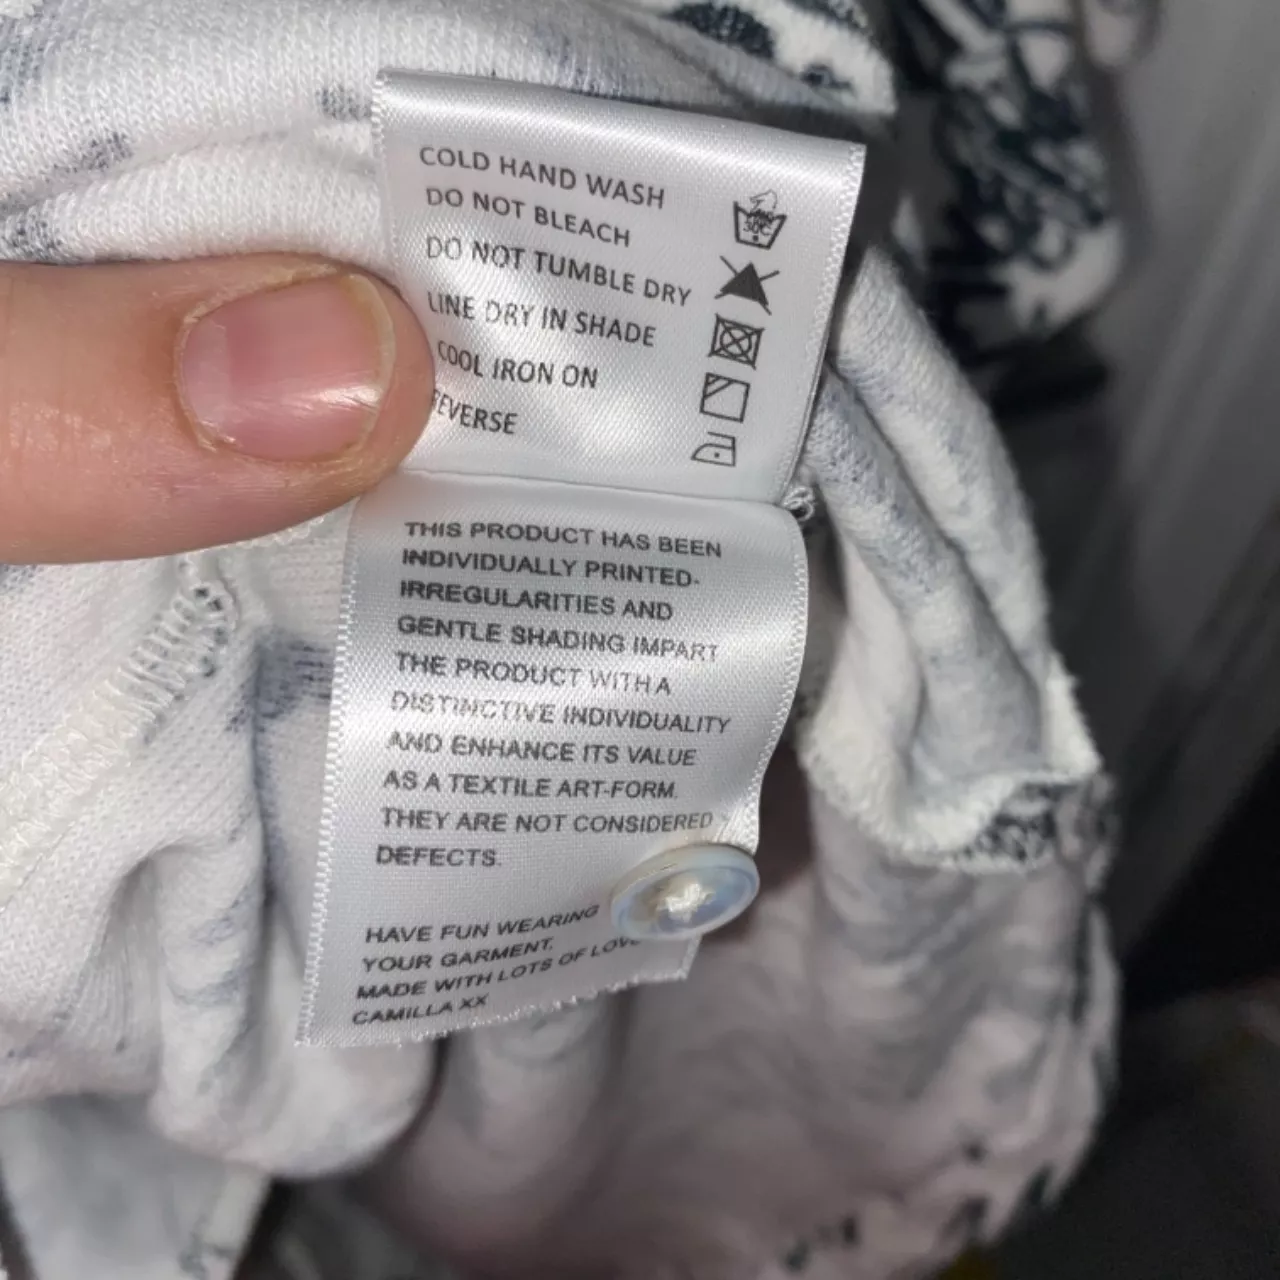 COLD HAND WASH
DO NOT BLEACH
DO NOT TUMBLE DRY
LINE DRY IN SHADE
COOL IRON ON
REVERSE
30°C
THIS PRODUCT HAS BEEN
INDIVIDUALLY PRINTED-
IRREGULARITIES AND
GENTLE SHADING IMPART
THE PRODUCT WITH A
DISTINCTIVE INDIVIDUALITY
AND ENHANCE ITS VALUE
AS A TEXTILE ART-FORM.
THEY ARE NOT CONSIDERED
DEFECTS.
HAVE FUN WEARING
YOUR GARMENT.
MADE WITH LOTS OF LOVE
CAMILLA XX